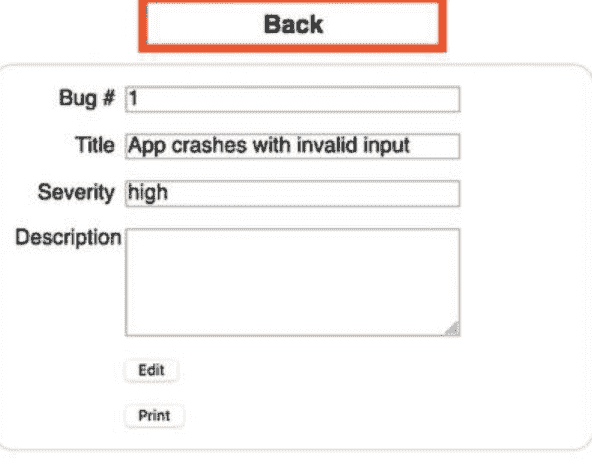 Back
Bug # 1
Title App crashes with invalid input
Severity high
Description
Edit
Print